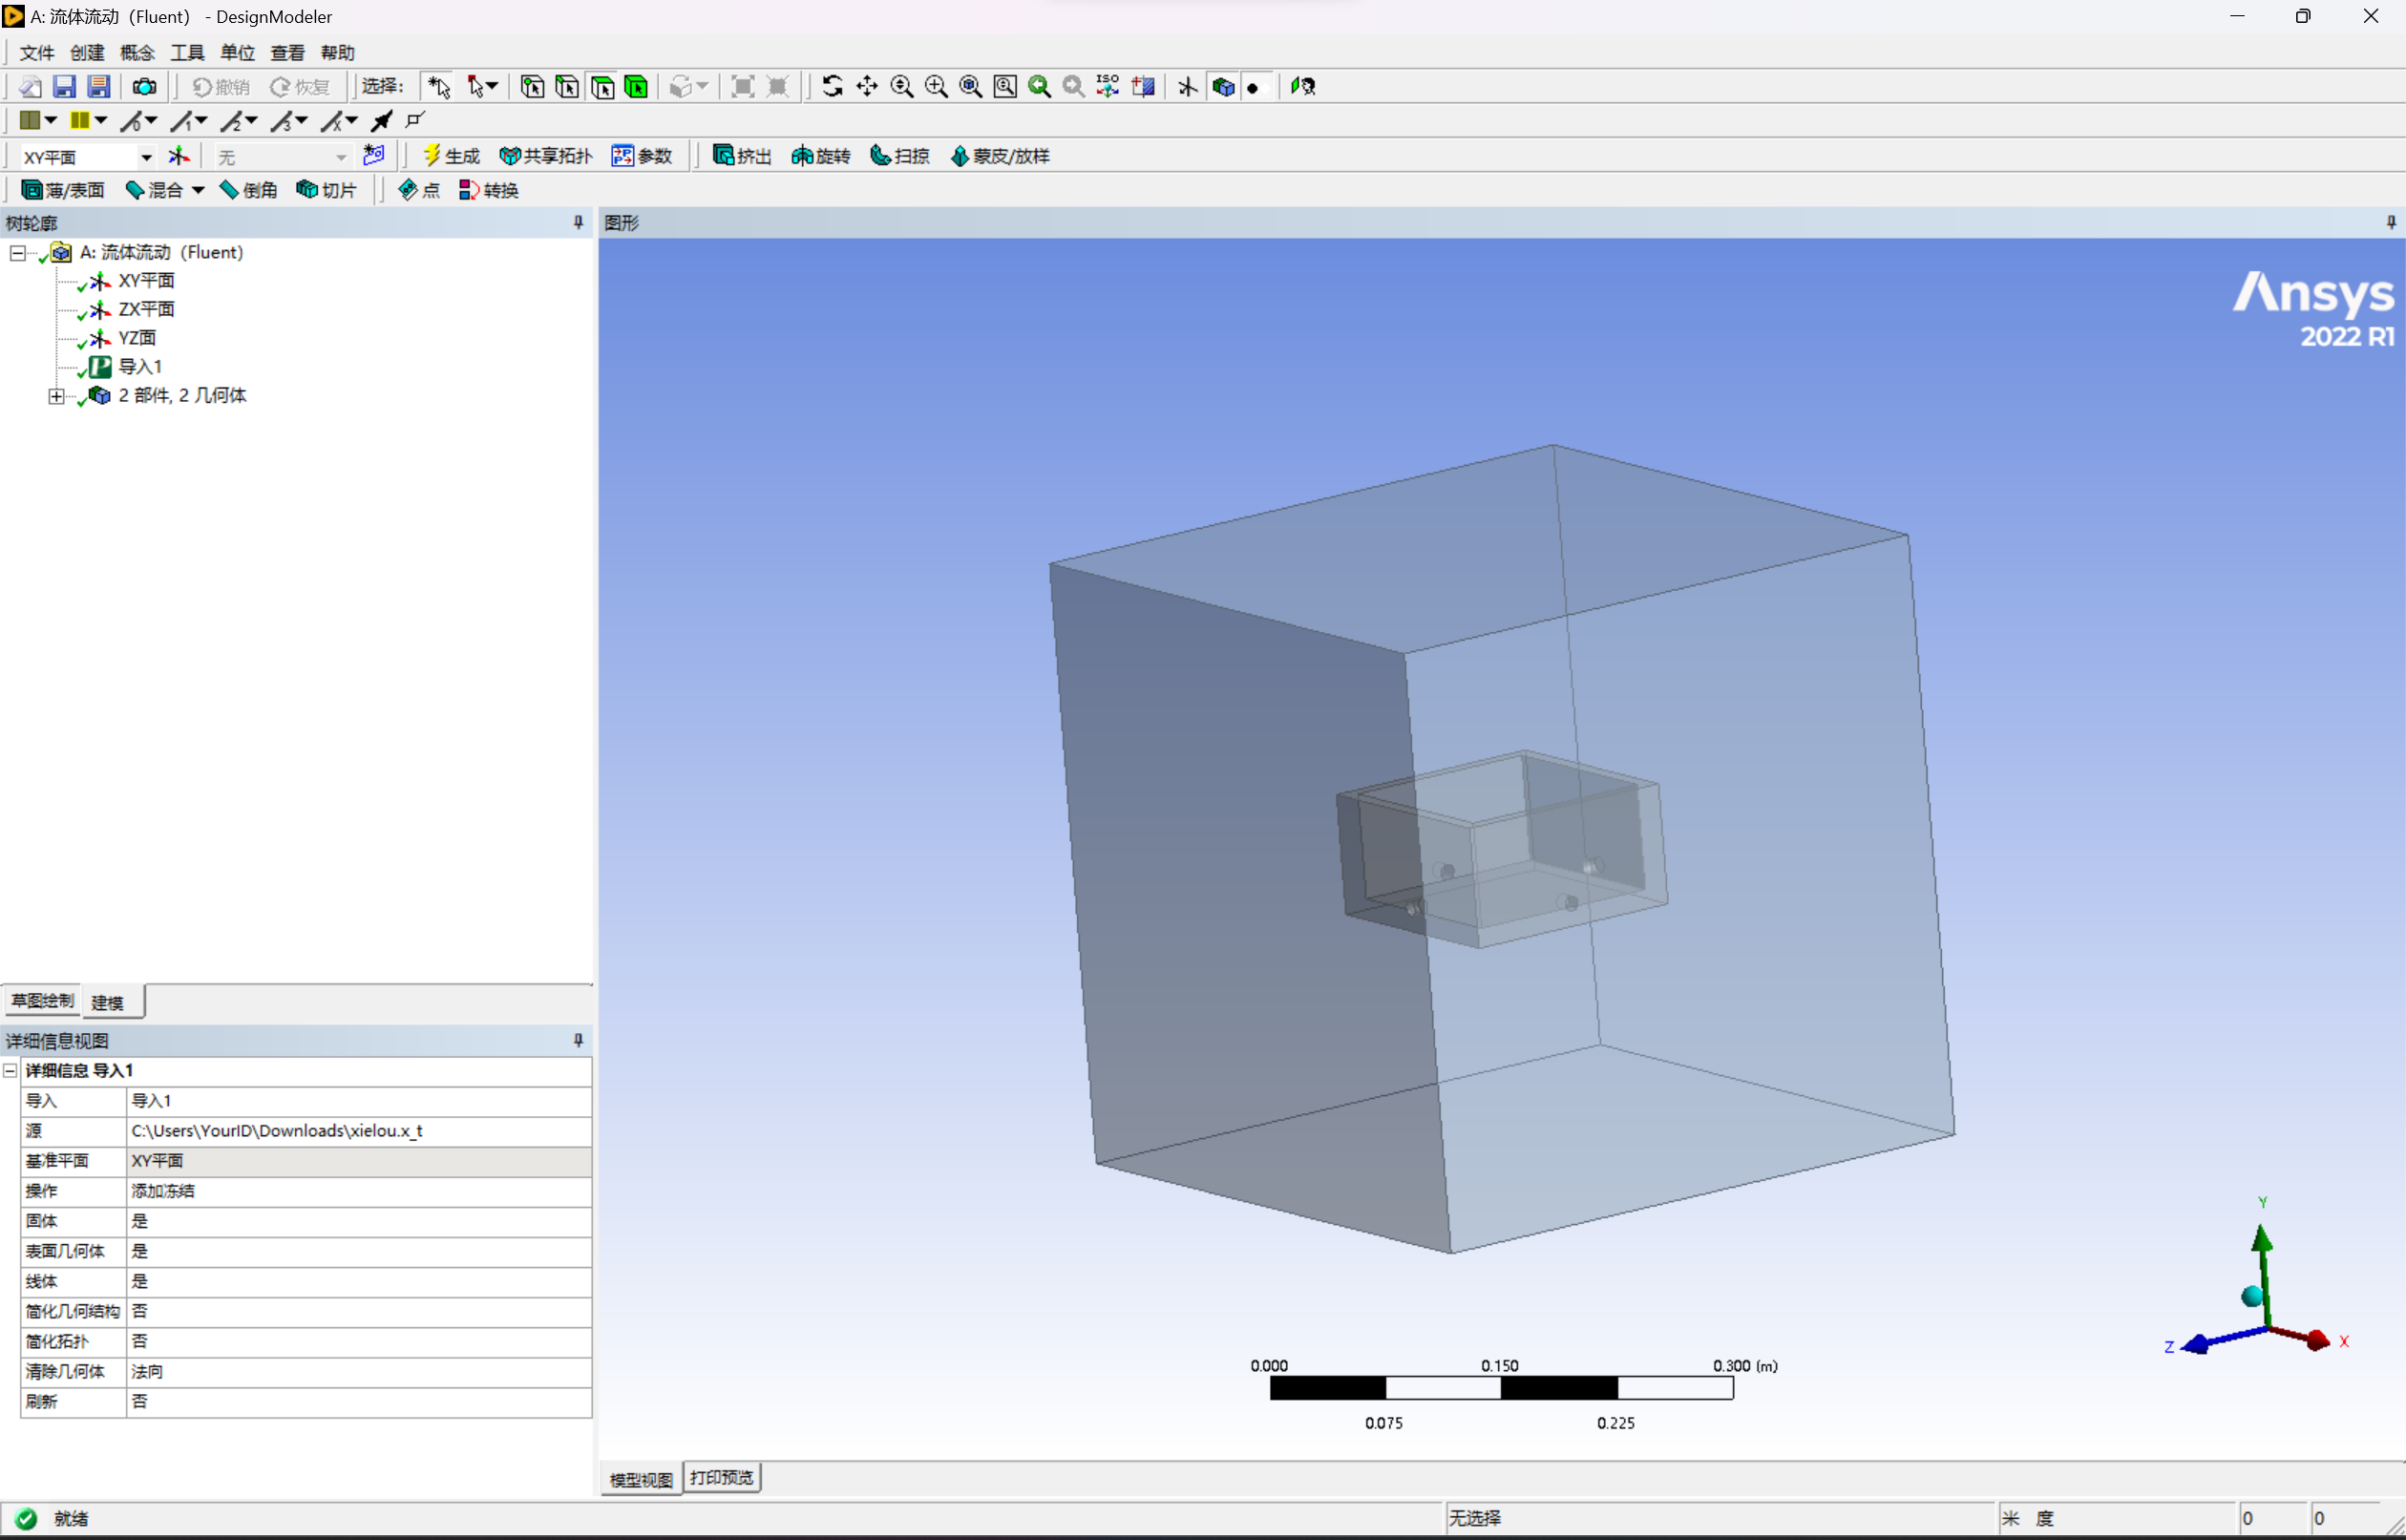 A: 流体流动（Fluent） - DesignModeler
文件 创建 概念 工具 单位 查看 帮助
撤销 恢复 选择: ISO
XY平面 无 生成 共享拓扑 参数 挤出 旋转 扫掠 蒙皮/放样
薄/表面 混合 倒角 切片 点 转换
树轮廓
A: 流体流动（Fluent）
XY平面
ZX平面
YZ面
导入1
2 部件, 2 几何体
草图绘制 建模
详细信息视图
详细信息 导入1
导入 导入1
源 C:\Users\YourID\Downloads\xielou.x_t
基准平面 XY平面
操作 添加冻结
固体 是
表面几何体 是
线体 是
简化几何结构 否
简化拓扑 否
清除几何体 法向
刷新 否
图形
Ansys
2022 R1
Y
Z
X
0.000 0.150 0.300 (m)
0.075 0.225
模型视图 打印预览
就绪 无选择 米 度 0 0